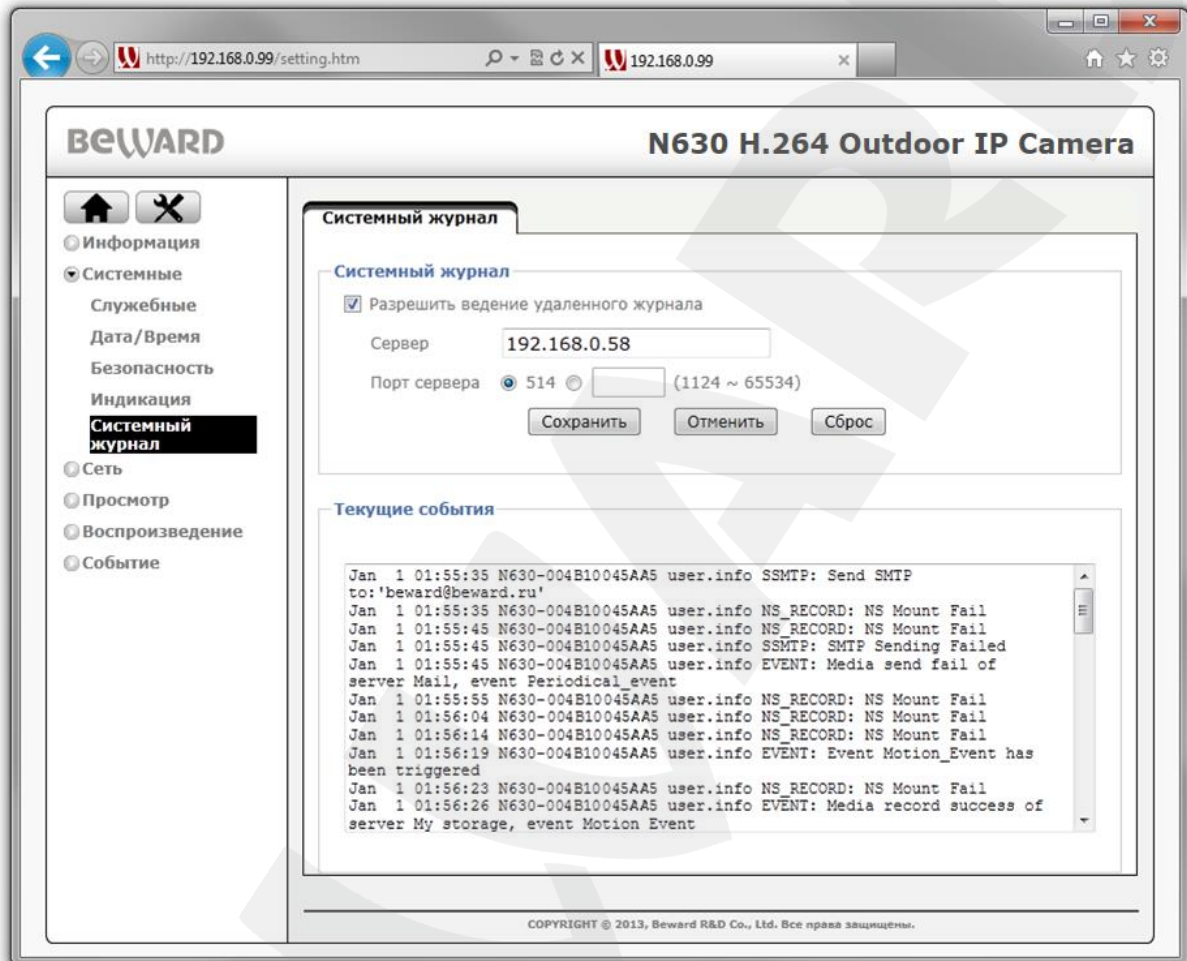 http://192.168.0.99/setting.htm
192.168.0.99
BEWARD
N630 H.264 Outdoor IP Camera
Информация
Системные
Служебные
Дата/Время
Безопасность
Индикация
Системный
журнал
Сеть
Просмотр
Воспроизведение
Событие
Системный журнал
Системный журнал
Разрешить ведение удаленного журнала
Сервер 192.168.0.58
Порт сервера 514 (1124 ~ 65534)
Сохранить Отменить Сброс
Текущие события
Jan 1 01:55:35 N630-004B10045AA5 user.info SSMTP: Send SMTP
to:'beward@beward.ru'
Jan 1 01:55:35 N630-004B10045AA5 user.info NS_RECORD: NS Mount Fail
Jan 1 01:55:45 N630-004B10045AA5 user.info NS_RECORD: NS Mount Fail
Jan 1 01:55:45 N630-004B10045AA5 user.info SSMTP: SMTP Sending Failed
Jan 1 01:55:45 N630-004B10045AA5 user.info EVENT: Media send fail of
server Mail, event Periodical_event
Jan 1 01:55:55 N630-004B10045AA5 user.info NS_RECORD: NS Mount Fail
Jan 1 01:56:04 N630-004B10045AA5 user.info NS_RECORD: NS Mount Fail
Jan 1 01:56:14 N630-004B10045AA5 user.info NS_RECORD: NS Mount Fail
Jan 1 01:56:19 N630-004B10045AA5 user.info EVENT: Event Motion_Event has
been triggered
Jan 1 01:56:23 N630-004B10045AA5 user.info NS_RECORD: NS Mount Fail
Jan 1 01:56:26 N630-004B10045AA5 user.info EVENT: Media record success of
server My storage, event Motion Event
COPYRIGHT © 2013, Beward R&D Co., Ltd. Все права защищены.